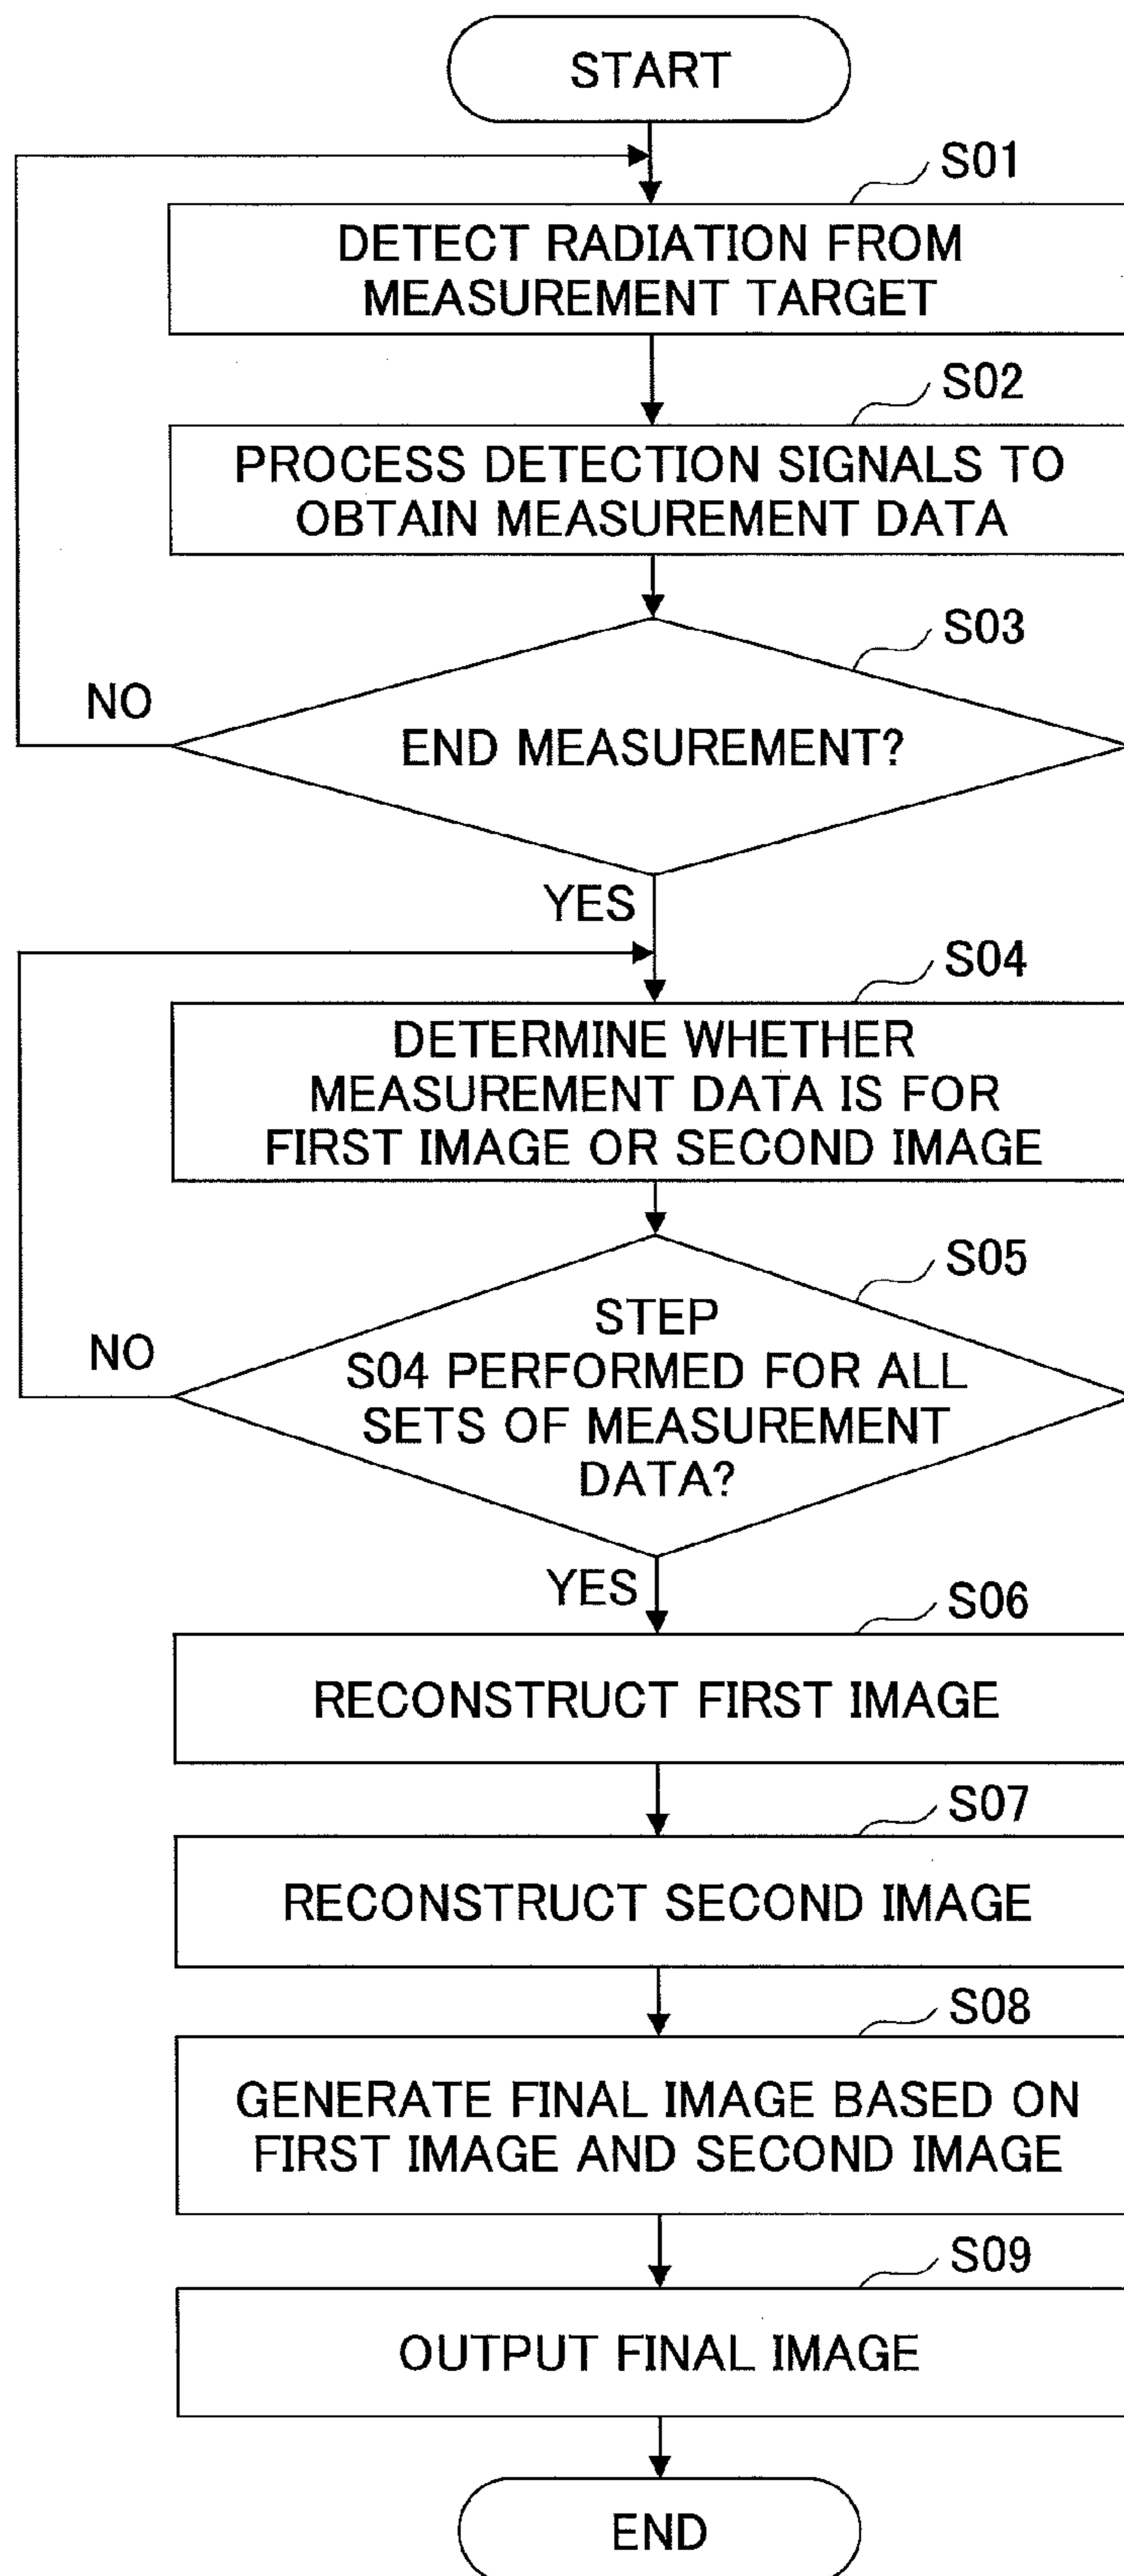 START
S01
DETECT RADIATION FROM
MEASUREMENT TARGET
S02
PROCESS DETECTION SIGNALS TO
OBTAIN MEASUREMENT DATA
S03
NO
END MEASUREMENT?
YES
S04
DETERMINE WHETHER
MEASUREMENT DATA IS FOR
FIRST IMAGE OR SECOND IMAGE
S05
STEP
NO
S04 PERFORMED FOR ALL
SETS OF MEASUREMENT
DATA?
YES
S06
RECONSTRUCT FIRST IMAGE
S07
RECONSTRUCT SECOND IMAGE
S08
GENERATE FINAL IMAGE BASED ON
FIRST IMAGE AND SECOND IMAGE
S09
OUTPUT FINAL IMAGE
END